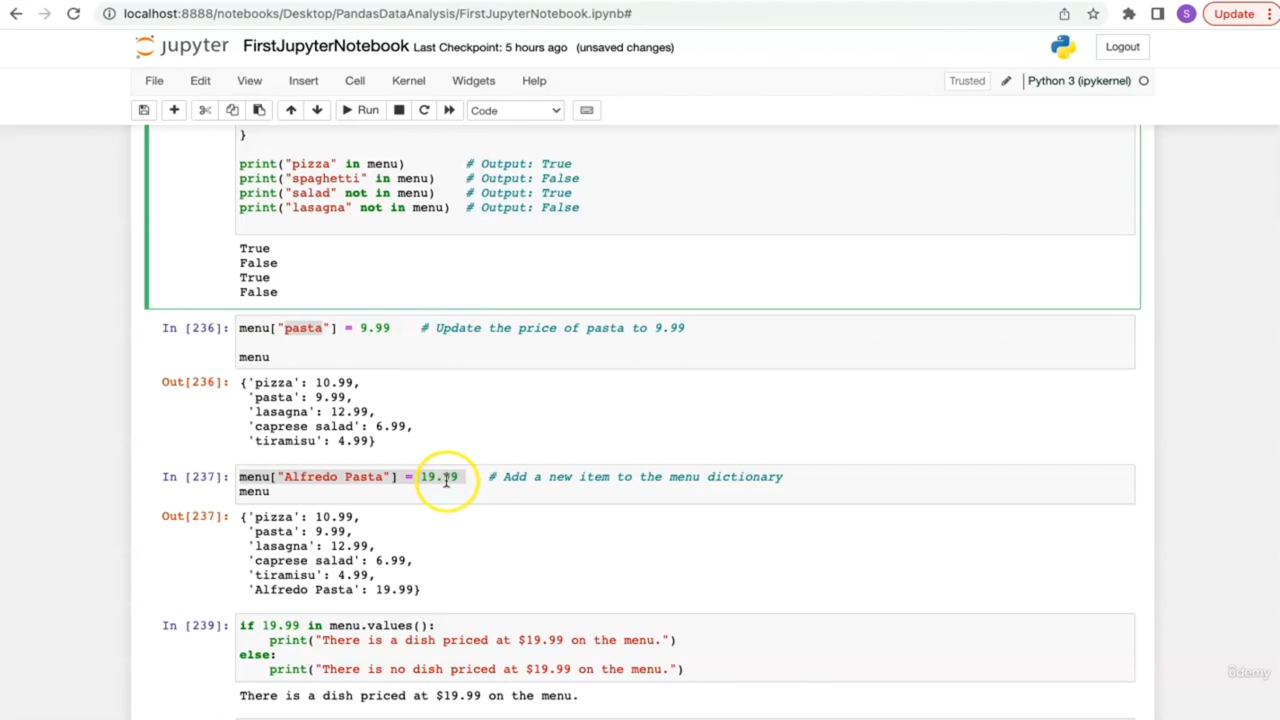 localhost:8888/notebooks/Desktop/PandasDataAnalysis/FirstJupyterNotebook.ipynb#
S
Update
jupyter FirstJupyterNotebook Last Checkpoint: 5 hours ago (unsaved changes)
Logout
File Edit View Insert Cell Kernel Widgets Help
Trusted Python 3 (ipykernel)
Run Code
}
print("pizza" in menu) # Output: True
print("spaghetti" in menu) # Output: False
print("salad" not in menu) # Output: True
print("lasagna" not in menu) # Output: False
True
False
True
False
In [236]: menu["pasta"] = 9.99 # Update the price of pasta to 9.99
menu
Out[236]: {'pizza': 10.99,
'pasta': 9.99,
'lasagna': 12.99,
'caprese salad': 6.99,
'tiramisu': 4.99}
In [237]: menu["Alfredo Pasta"] = 19.99 # Add a new item to the menu dictionary
menu
Out[237]: {'pizza': 10.99,
'pasta': 9.99,
'lasagna': 12.99,
'caprese salad': 6.99,
'tiramisu': 4.99,
'Alfredo Pasta': 19.99}
In [239]: if 19.99 in menu.values():
print("There is a dish priced at $19.99 on the menu.")
else:
print("There is no dish priced at $19.99 on the menu.")
There is a dish priced at $19.99 on the menu.
ûdemy